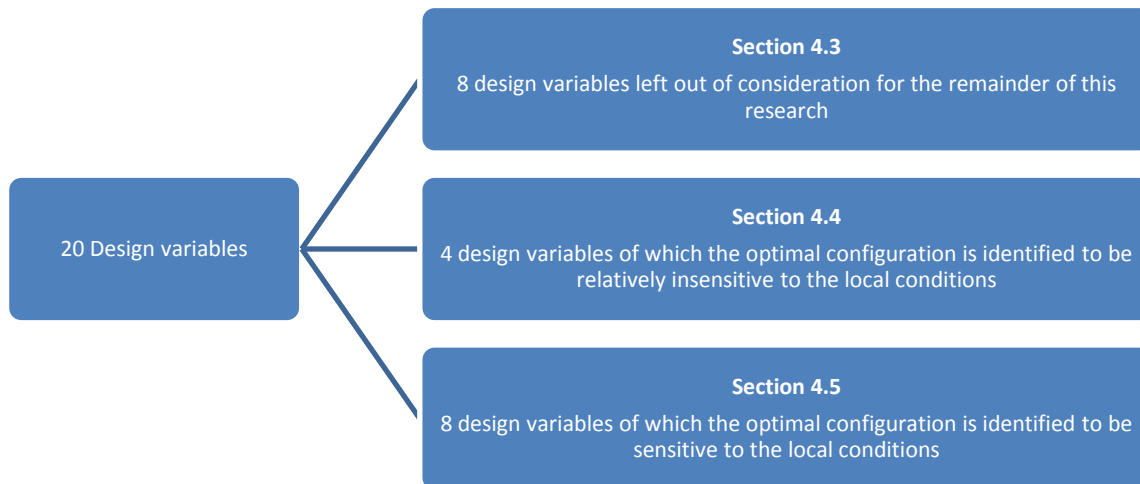 20 Design variables
Section 4.3
8 design variables left out of consideration for the remainder of this
research
Section 4.4
4 design variables of which the optimal configuration is identified to be
relatively insensitive to the local conditions
Section 4.5
8 design variables of which the optimal configuration is identified to be
sensitive to the local conditions